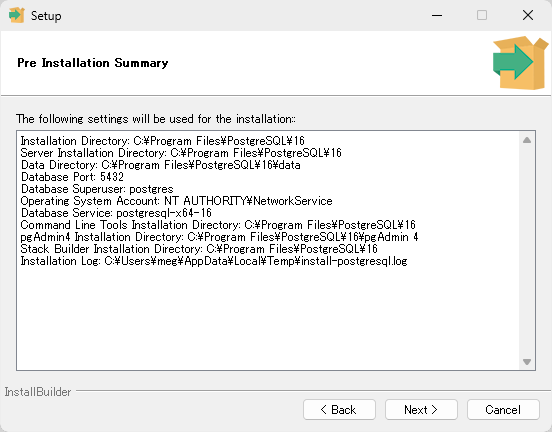 Setup
Pre Installation Summary
The following settings will be used for the installation::
Installation Directory: C:¥Program Files¥PostgreSQL¥16
Server Installation Directory: C:¥Program Files¥PostgreSQL¥16
Data Directory: C:¥Program Files¥PostgreSQL¥16¥data
Database Port: 5432
Database Superuser: postgres
Operating System Account: NT AUTHORITY¥NetworkService
Database Service: postgresql-x64-16
Command Line Tools Installation Directory: C:¥Program Files¥PostgreSQL¥16
pgAdmin4 Installation Directory: C:¥Program Files¥PostgreSQL¥16¥pgAdmin 4
Stack Builder Installation Directory: C:¥Program Files¥PostgreSQL¥16
Installation Log: C:¥Users¥meg¥AppData¥Local¥Temp¥install-postgresql.log
InstallBuilder
< Back
Next >
Cancel